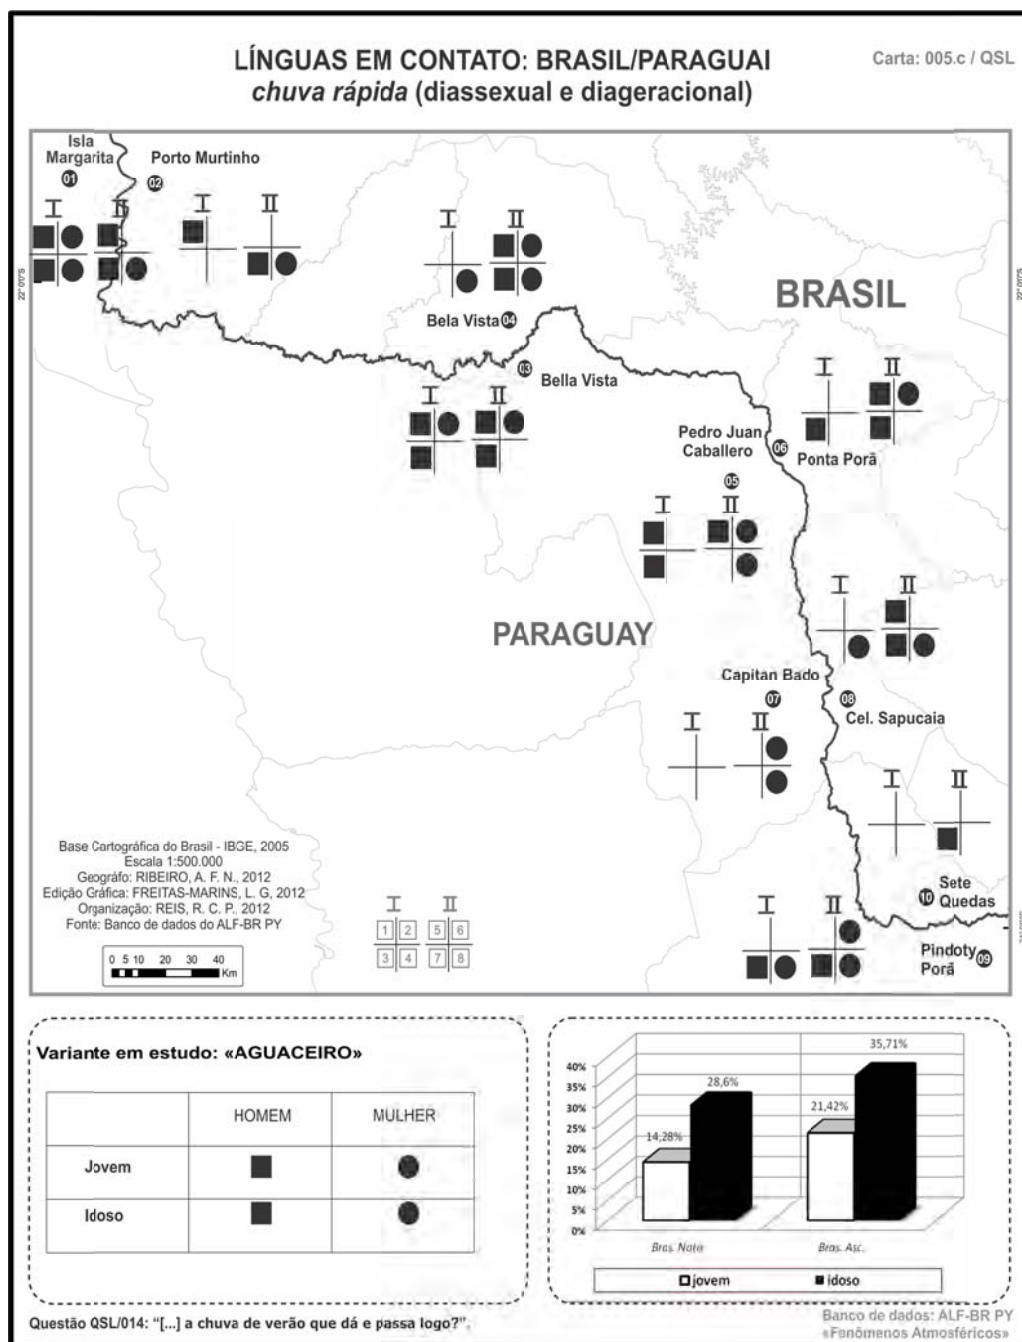 LÍNGUAS EM CONTATO: BRASIL/PARAGUAI
chuva rápida (diassexual e diageracional)
Carta: 005.c / QSL
Isla
Margarita
01
Porto Murtinho
02
I II
I II
I II
22° 0'0"S
22° 0'0"S
BRASIL
Bela Vista 04
03
Bella Vista
I II
I II
Pedro Juan
Caballero
05
06
Ponta Porã
I II
I II
PARAGUAY
Capitan Bado
07
08
Cel. Sapucaia
I II
I II
Base Cartográfica do Brasil - IBGE, 2005
Escala 1:500.000
Geográfo: RIBEIRO, A. F. N., 2012
Edição Gráfica: FREITAS-MARINS, L. G, 2012
Organização: REIS, R. C. P., 2012
Fonte: Banco de dados do ALF-BR PY
0 5 10 20 30 40
Km
I II
1 2 5 6
3 4 7 8
I II
10 Sete
Quedas
Pindoty
Porã 09
Variante em estudo: «AGUACEIRO»
HOMEM MULHER
Jovem
Idoso
40%
35%
30%
25%
20%
15%
10%
5%
0%
14,28%
28,6%
21,42%
35,71%
Bras. Nato
Bras. Asc.
jovem idoso
Questão QSL/014: “[...] a chuva de verão que dá e passa logo?”.
Banco de dados: ALF-BR PY
«Fenômenos Atmosféricos»